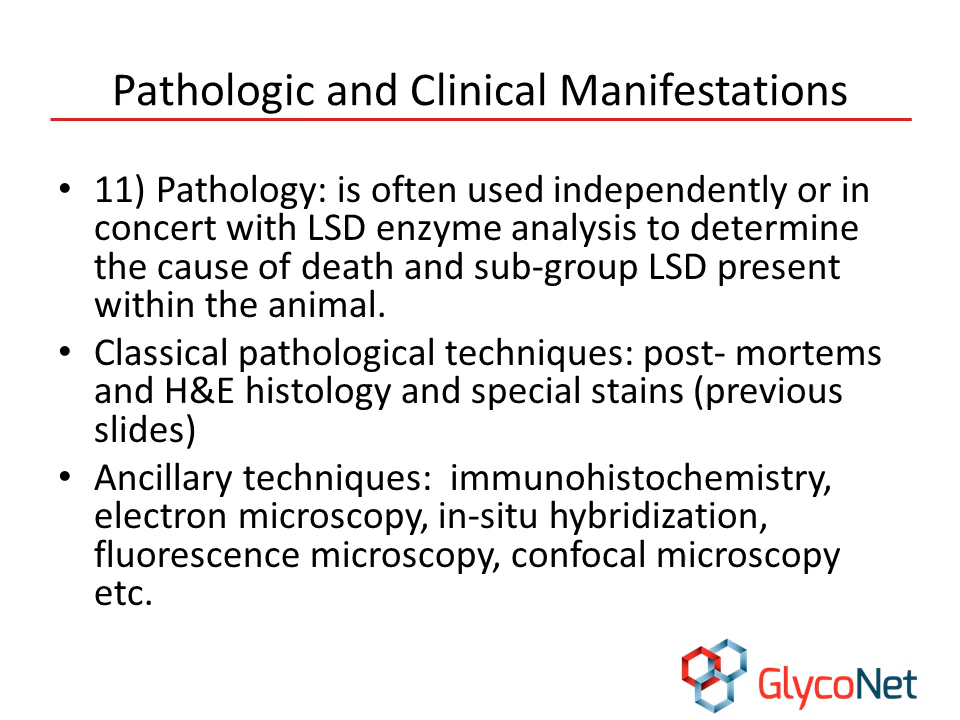 Pathologic and Clinical Manifestations
• 11) Pathology: is often used independently or in
concert with LSD enzyme analysis to determine
the cause of death and sub-group LSD present
within the animal.
• Classical pathological techniques: post- mortems
and H&E histology and special stains (previous
slides)
• Ancillary techniques:  immunohistochemistry,
electron microscopy, in-situ hybridization,
fluorescence microscopy, confocal microscopy
etc.
GlycoNet